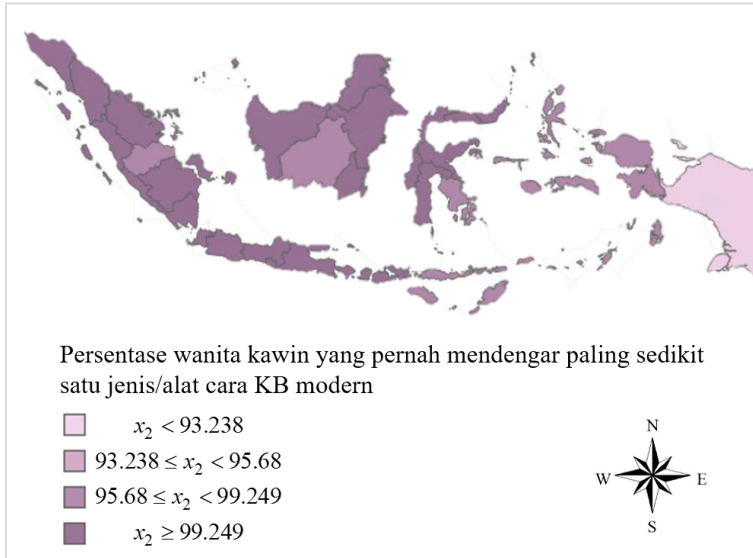 Persentase wanita kawin yang pernah mendengar paling sedikit
satu jenis/alat cara KB modern
x₂ < 93.238
93.238 ≤ x₂ < 95.68
95.68 ≤ x₂ < 99.249
x₂ ≥ 99.249
N
W E
S